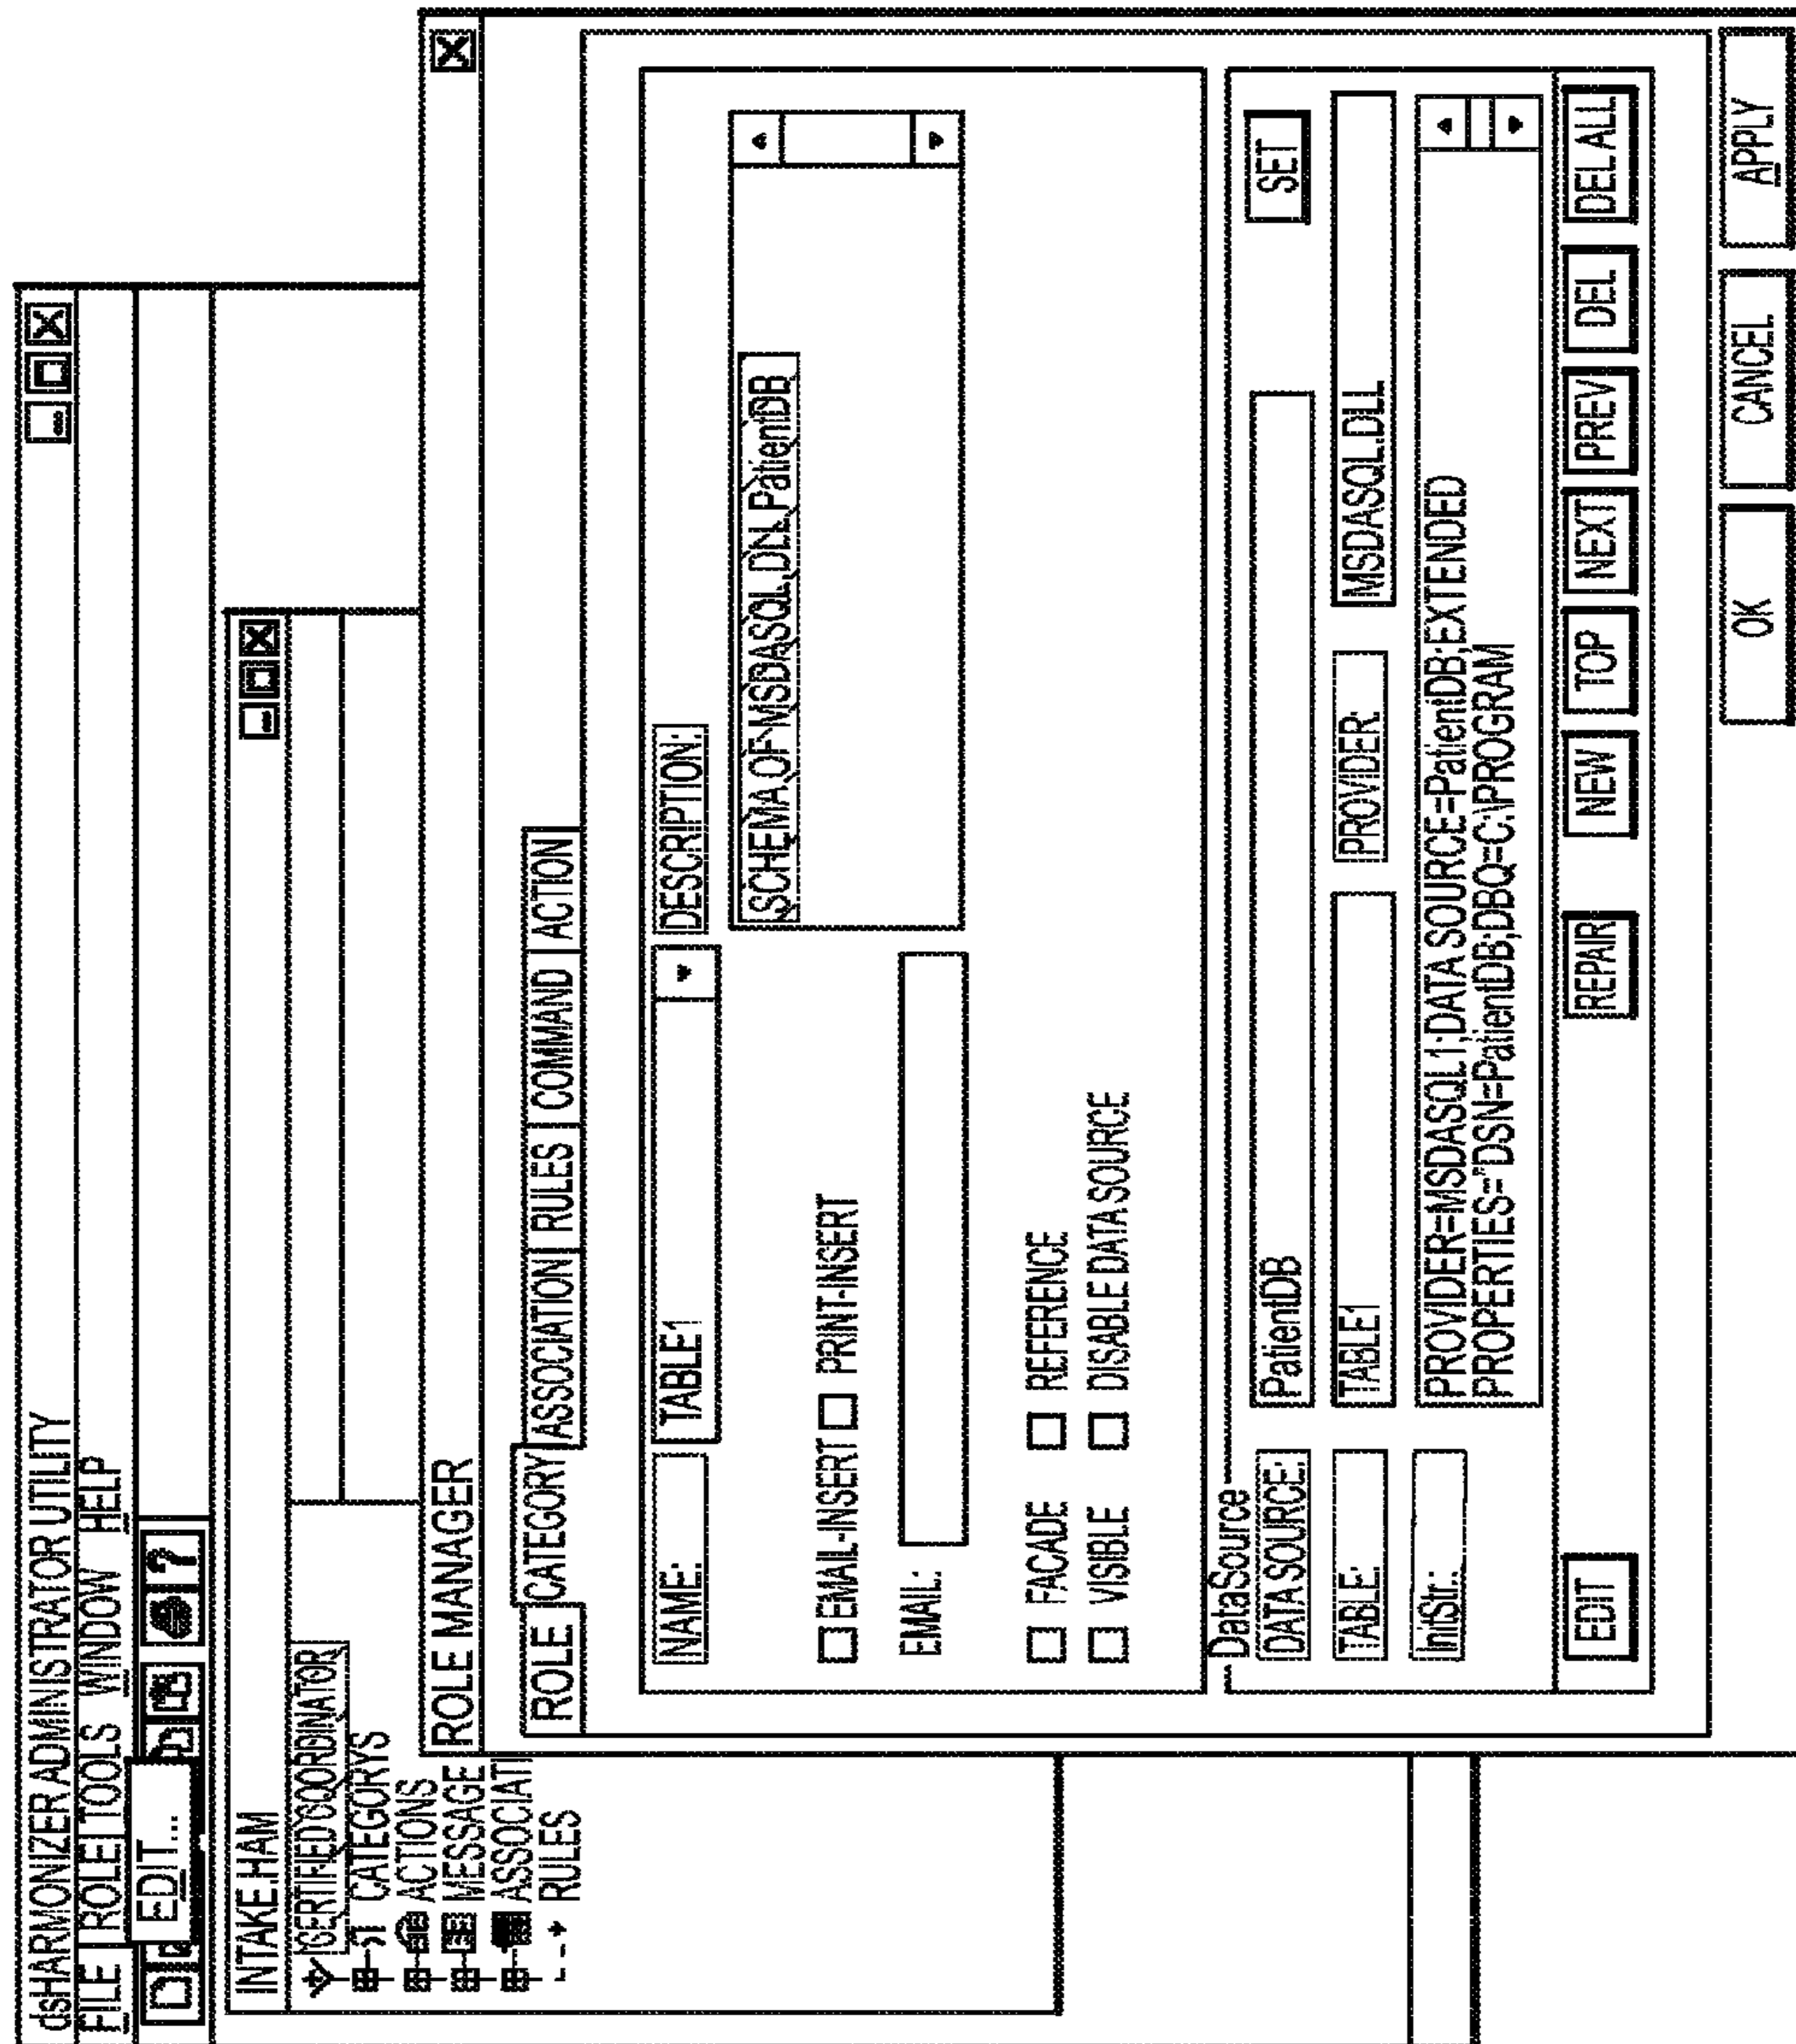 dsHARMONIZER ADMINISTRATOR UTILITY
FILE ROLE TOOLS WINDOW HELP
EDIT...
?
INTAKE.HAM
CERTIFIED COORDINATOR
CATEGORYS
ACTIONS
MESSAGE
ASSOCIATI
RULES
ROLE MANAGER
ROLE CATEGORY ASSOCIATION RULES COMMAND ACTION
NAME: TABLE1 DESCRIPTION:
SCHEMA OF MSDASQL.DLL.PatientDB
EMAIL-INSERT PRINT-INSERT
EMAIL:
FACADE REFERENCE
VISIBLE DISABLE DATA SOURCE
DataSource
DATA SOURCE: PatientDB SET
TABLE: TABLE1 PROVIDER: MSDASQL.DLL
InitStr.: PROVIDER=MSDASQL1;DATA SOURCE=PatientDB;EXTENDED
PROPERTIES="DSN=PatientDB;DBQ=C:\PROGRAM
EDIT REPAIR NEW TOP NEXT PREV DEL DEL ALL
OK CANCEL APPLY